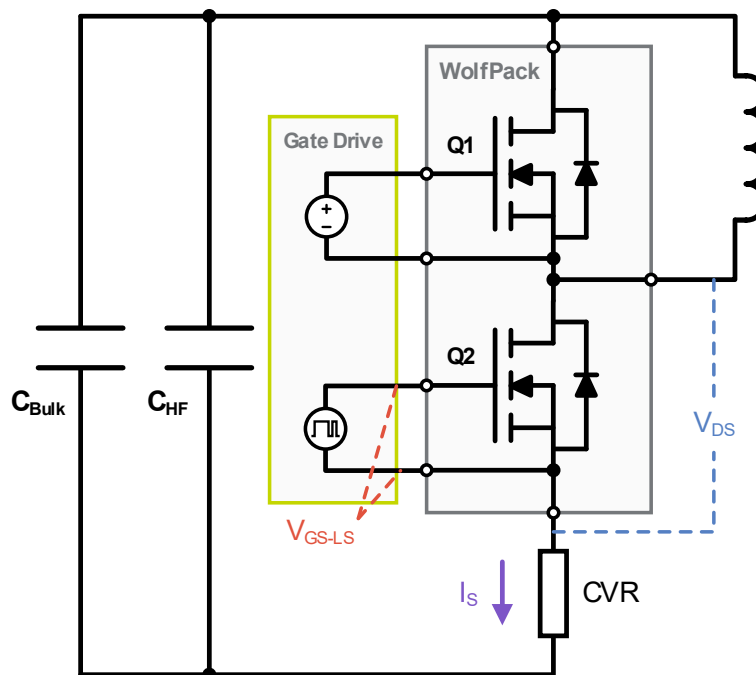 WolfPack
Gate Drive
Q1
+
−
Q2
C_Bulk
C_HF
V_DS
V_GS-LS
I_S
CVR